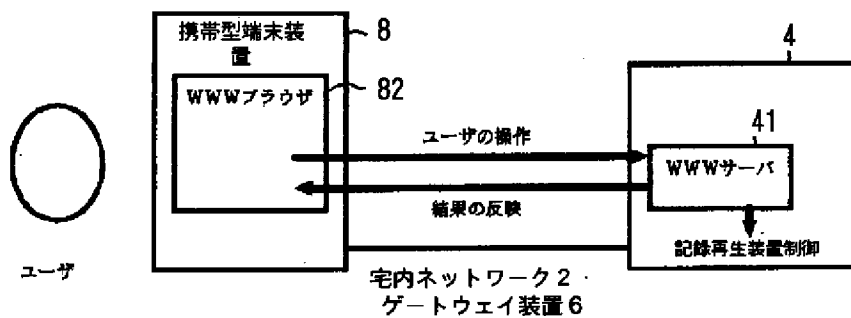 携帯型端末装
置
8
WWWブラウザ
82
ユーザの操作
結果の反映
4
41
WWWサーバ
記録再生装置制御
ユーザ
宅内ネットワーク2
ゲートウェイ装置6